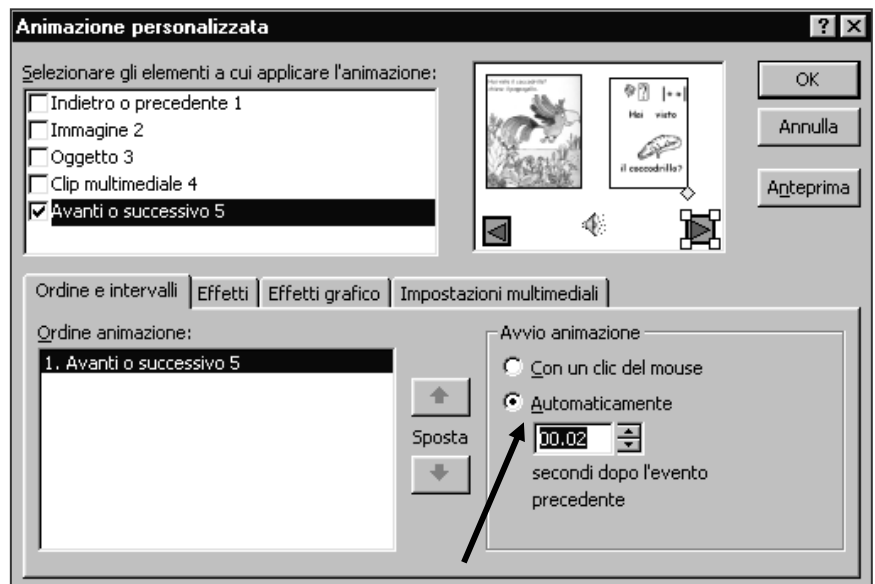 Animazione personalizzata
Selezionare gli elementi a cui applicare l'animazione:
Indietro o precedente 1
Immagine 2
Oggetto 3
Clip multimediale 4
Avanti o successivo 5
Hai visto
il coccodrillo?
OK
Annulla
Anteprima
Ordine e intervalli Effetti Effetti grafico Impostazioni multimediali
Ordine animazione:
1. Avanti o successivo 5
Sposta
Avvio animazione
Con un clic del mouse
Automaticamente
00.02
secondi dopo l'evento
precedente